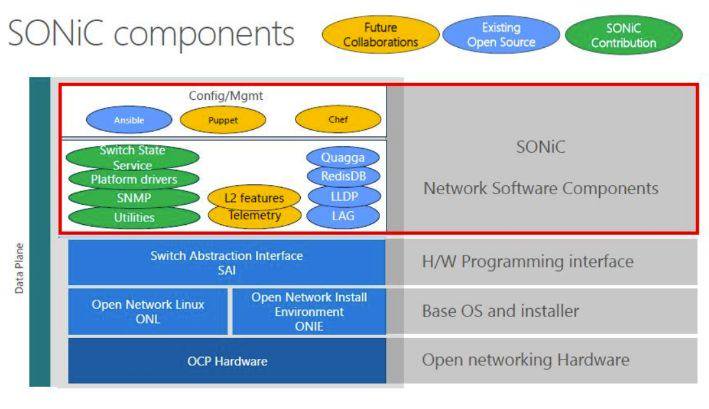 SONiC components
Future
Collaborations
Existing
Open Source
SONiC
Contribution
Config/Mgmt
Ansible
Puppet
Chef
Switch State
Service
Platform drivers
SNMP
Utilities
L2 features
Telemetry
Quagga
RedisDB
LLDP
LAG
SONiC
Network Software Components
Data Plane
Switch Abstraction Interface
SAI
H/W Programming interface
Open Network Linux
ONL
Open Network Install
Environment
ONIE
Base OS and installer
OCP Hardware
Open networking Hardware